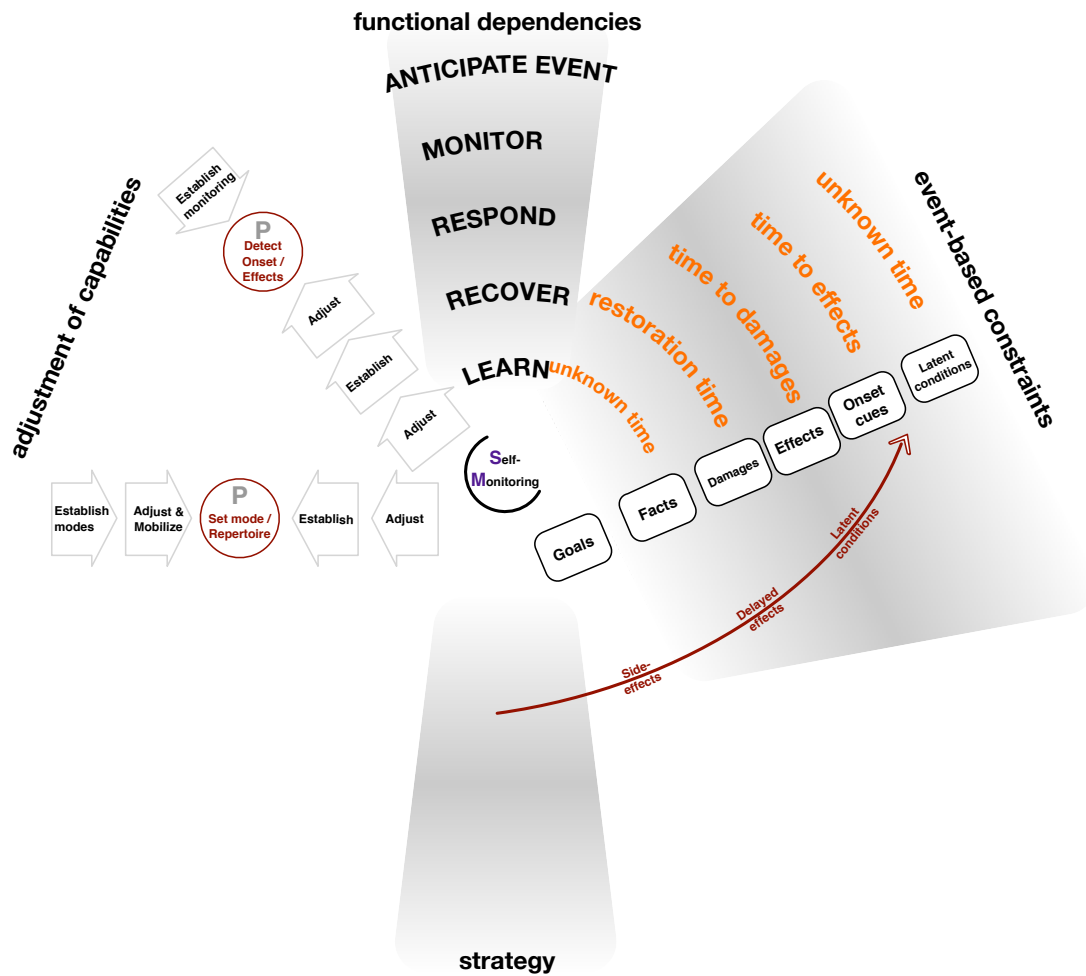 functional dependencies
ANTICIPATE EVENT
MONITOR
RESPOND
RECOVER
LEARN
adjustment of capabilities
Establish
monitoring
P
Detect
Onset /
Effects
Adjust
Establish
Adjust
Establish
modes
Adjust &
Mobilize
P
Set mode /
Repertoire
Establish
Adjust
Self-
Monitoring
unknown time
restoration time
time to damages
time to effects
unknown time
event-based constraints
Goals
Facts
Damages
Effects
Onset
cues
Latent
conditions
Side-
effects
Delayed
effects
Latent
conditions
strategy